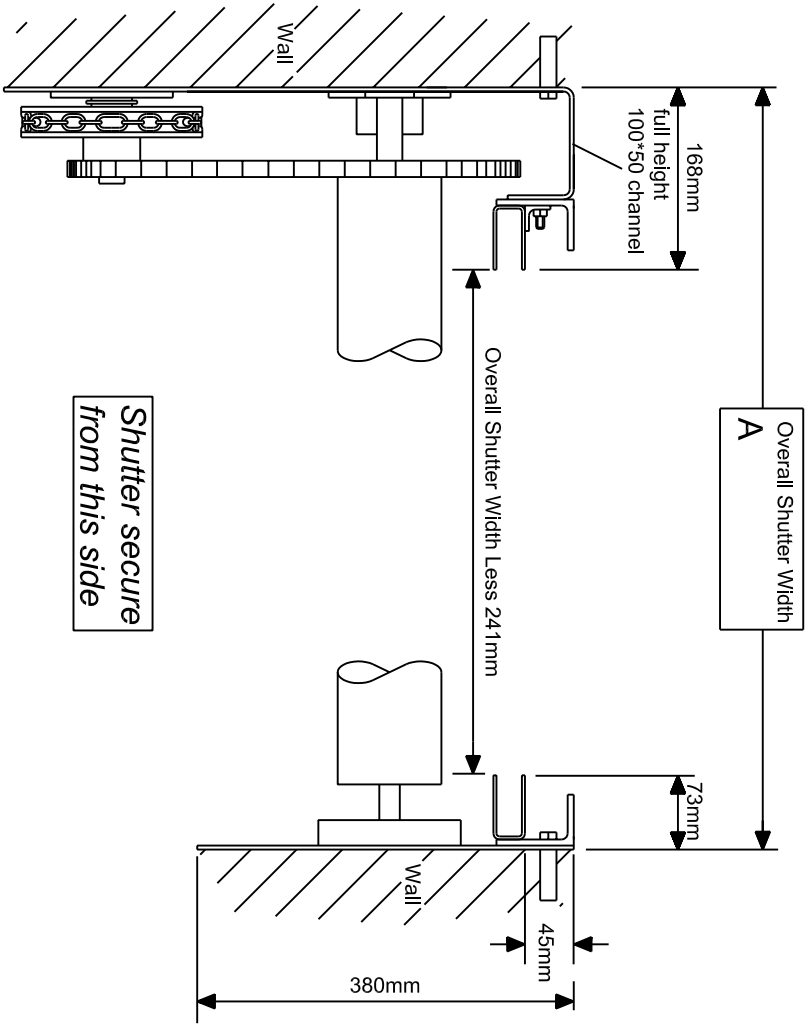 Wall
168mm
full height
100*50 channel
Overall Shutter Width
A
Overall Shutter Width Less 241mm
Shutter secure
from this side
73mm
Wall
45mm
380mm